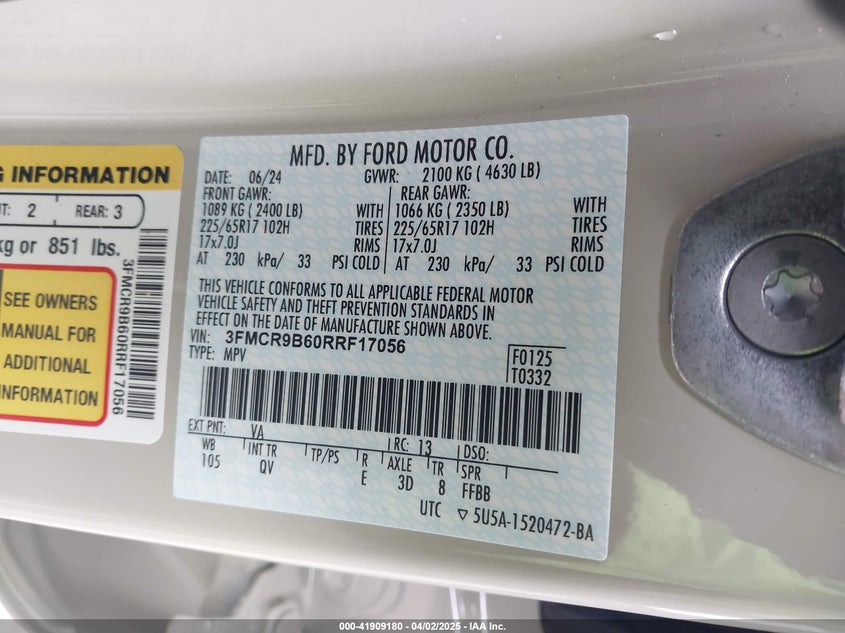 G INFORMATION
NT: 2 REAR: 3
kg or 851 lbs.
SEE OWNERS
MANUAL FOR
ADDITIONAL
INFORMATION
3FMCR9B60RRF17056
MFD. BY FORD MOTOR CO.
DATE: 06/24 GVWR: 2100 KG ( 4630 LB)
FRONT GAWR: REAR GAWR:
1089 KG ( 2400 LB) WITH 1066 KG ( 2350 LB) WITH
225/65R17 102H TIRES 225/65R17 102H TIRES
17x7.0J RIMS 17x7.0J RIMS
AT 230 kPa/ 33 PSI COLD AT 230 kPa/ 33 PSI COLD
THIS VEHICLE CONFORMS TO ALL APPLICABLE FEDERAL MOTOR
VEHICLE SAFETY AND THEFT PREVENTION STANDARDS IN
EFFECT ON THE DATE OF MANUFACTURE SHOWN ABOVE.
VIN: 3FMCR9B60RRF17056
TYPE: MPV F0125
T0332
EXT PNT: VA RC: 13 DSO:
WB INT TR TP/PS R AXLE TR SPR
105 QV E 3D 8 FFBB
UTC ▽ 5U5A-1520472-BA
000-41909180 | 04/02/2025 | IAA, Inc.